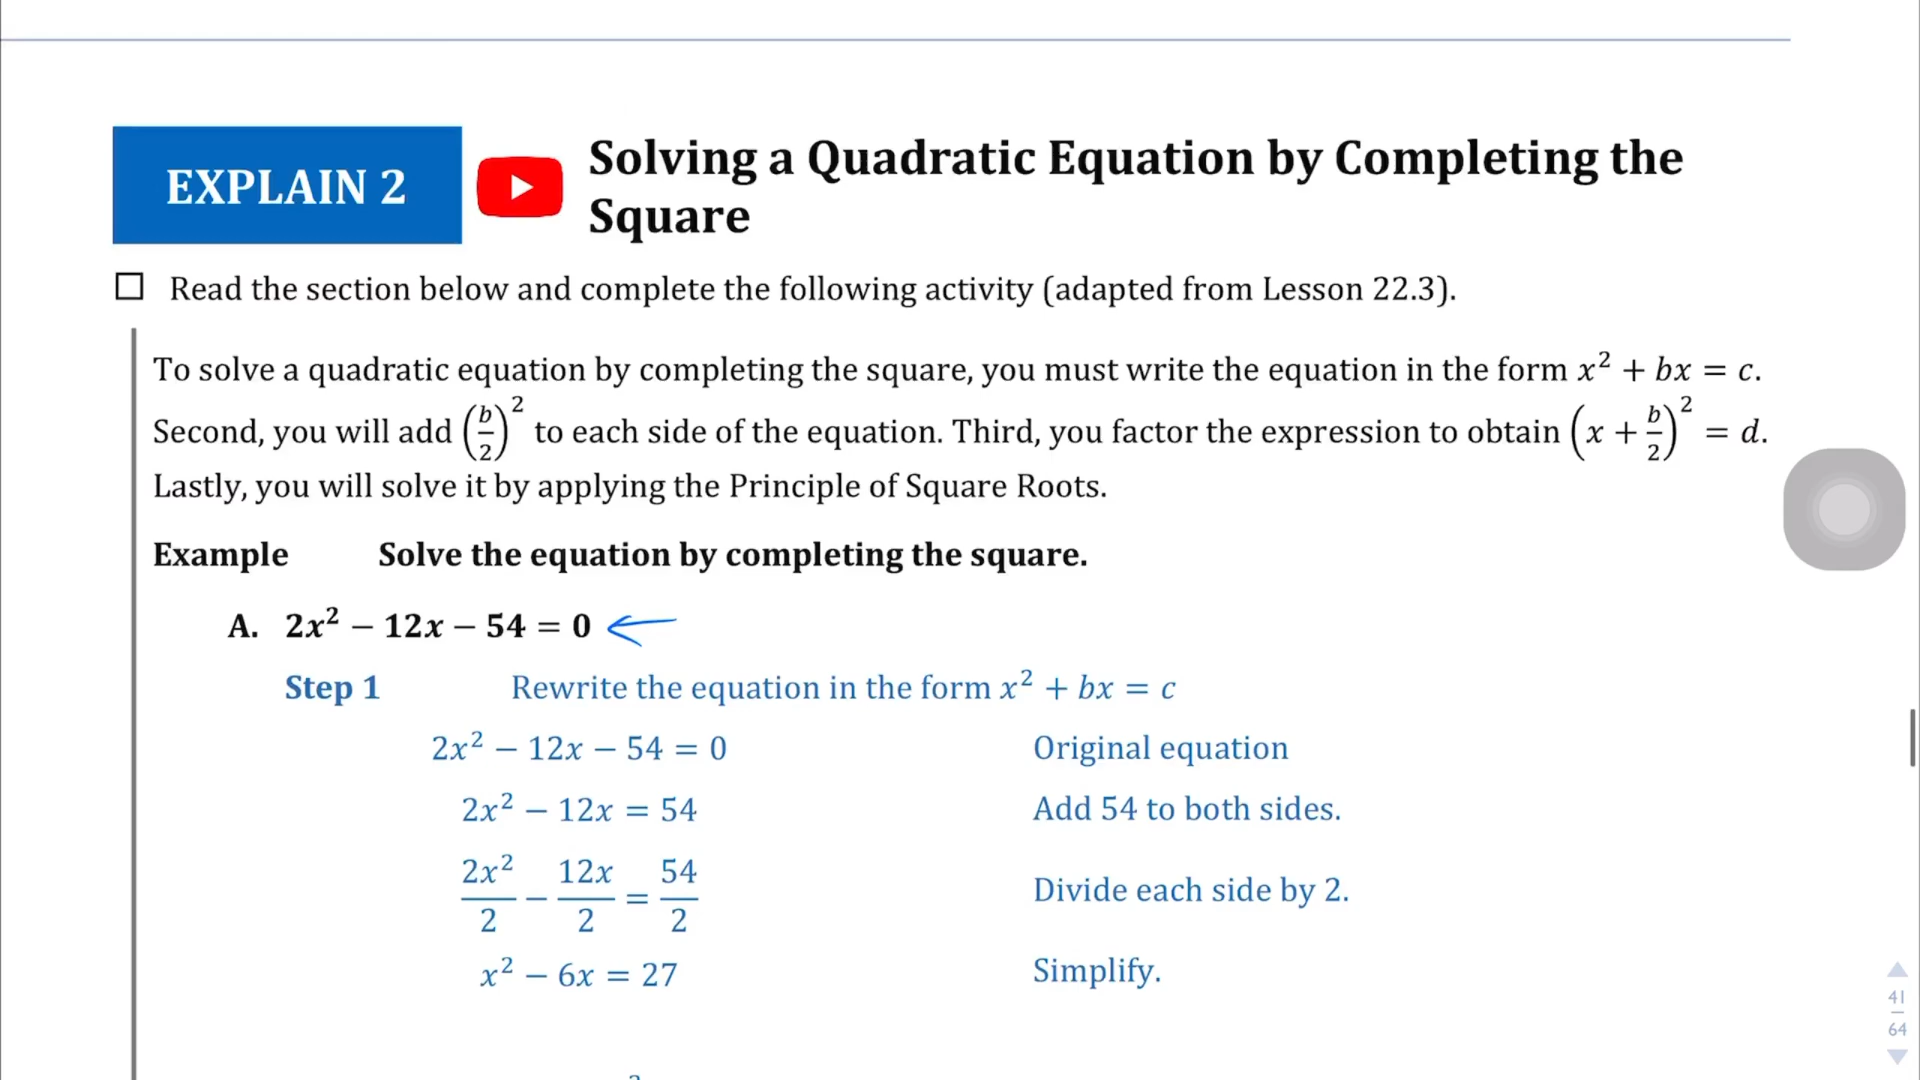 EXPLAIN 2
Solving a Quadratic Equation by Completing the
Square
☐ Read the section below and complete the following activity (adapted from Lesson 22.3).
To solve a quadratic equation by completing the square, you must write the equation in the form x² + bx = c.
Second, you will add (b/2)² to each side of the equation. Third, you factor the expression to obtain (x + b/2)² = d.
Lastly, you will solve it by applying the Principle of Square Roots.
Example Solve the equation by completing the square.
A. 2x² − 12x − 54 = 0 ←
Step 1 Rewrite the equation in the form x² + bx = c
2x² − 12x − 54 = 0 Original equation
2x² − 12x = 54 Add 54 to both sides.
2x²/2 − 12x/2 = 54/2 Divide each side by 2.
x² − 6x = 27 Simplify.
41
64